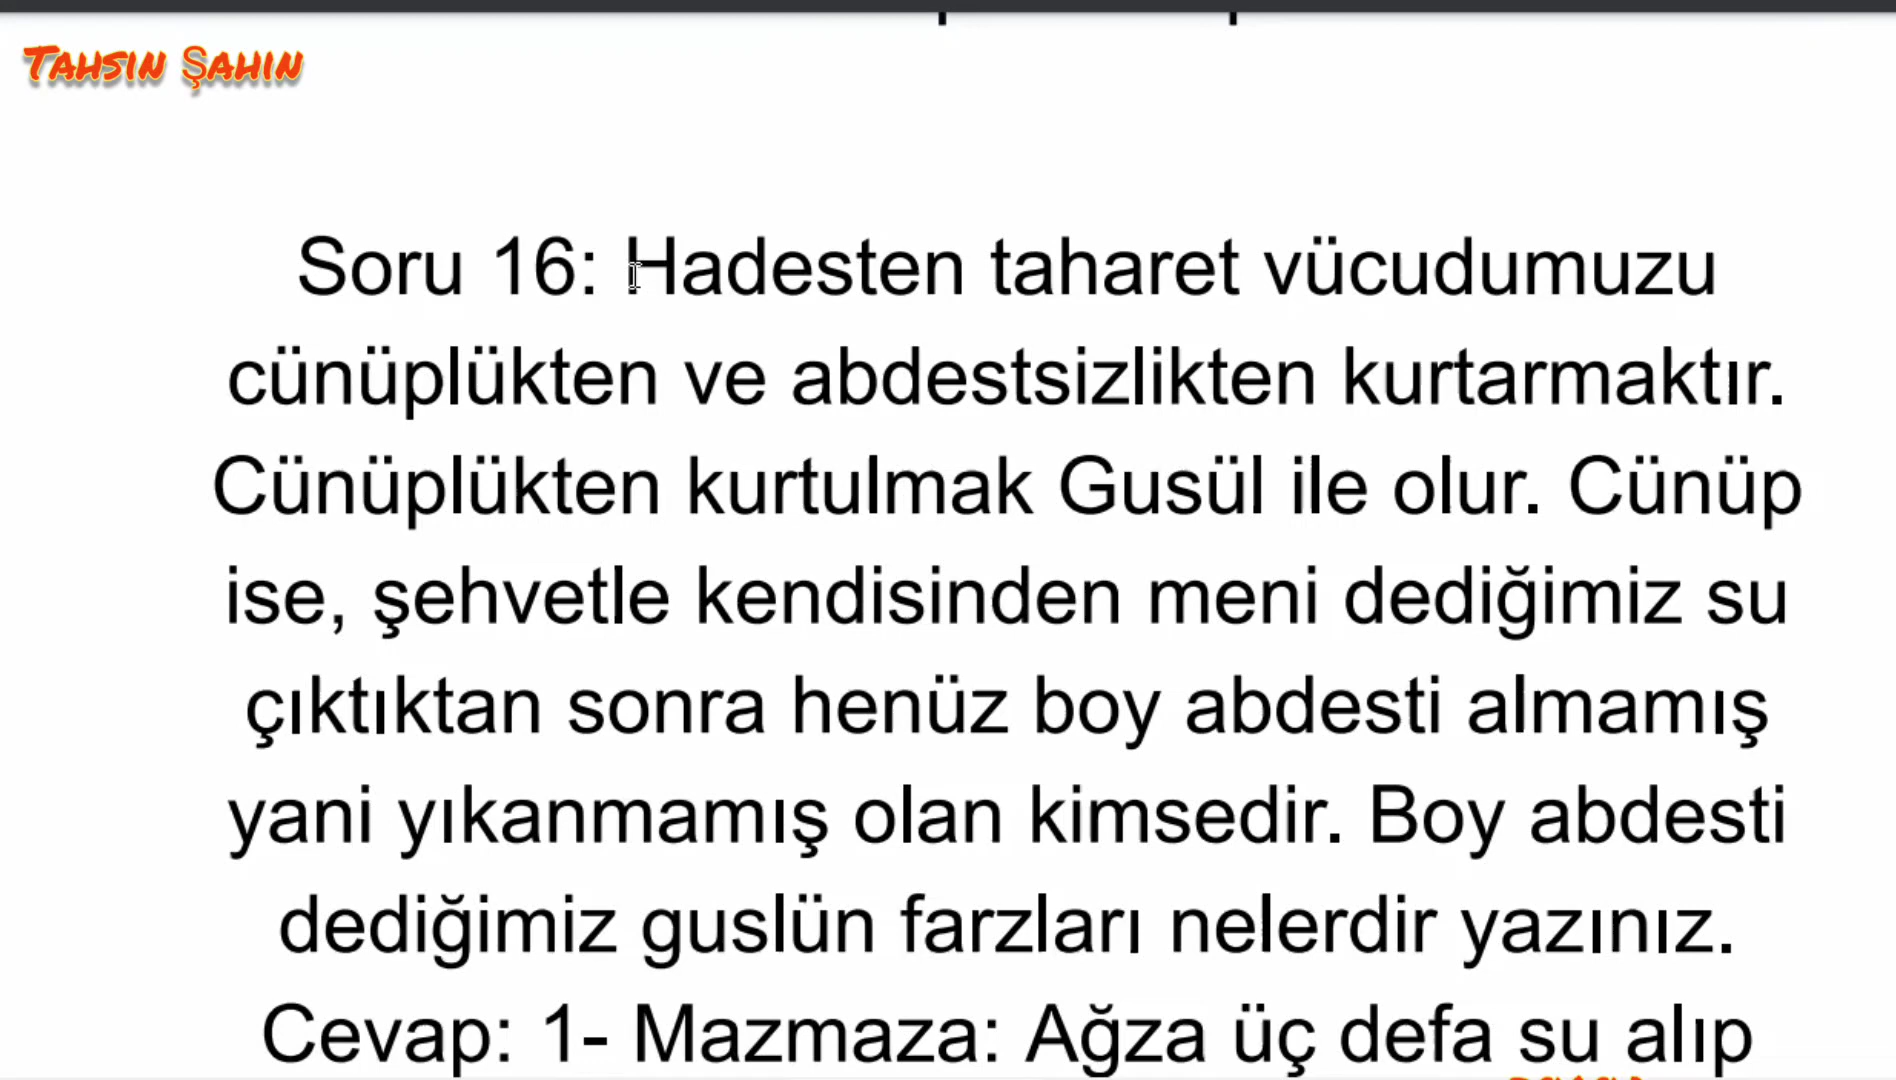 TAHSIN ŞAHIN
Soru 16: Hadesten taharet vücudumuzu
cünüplükten ve abdestsizlikten kurtarmaktır.
Cünüplükten kurtulmak Gusül ile olur. Cünüp
ise, şehvetle kendisinden meni dediğimiz su
çıktıktan sonra henüz boy abdesti almamış
yani yıkanmamış olan kimsedir. Boy abdesti
dediğimiz guslün farzları nelerdir yazınız.
Cevap: 1- Mazmaza: Ağza üç defa su alıp